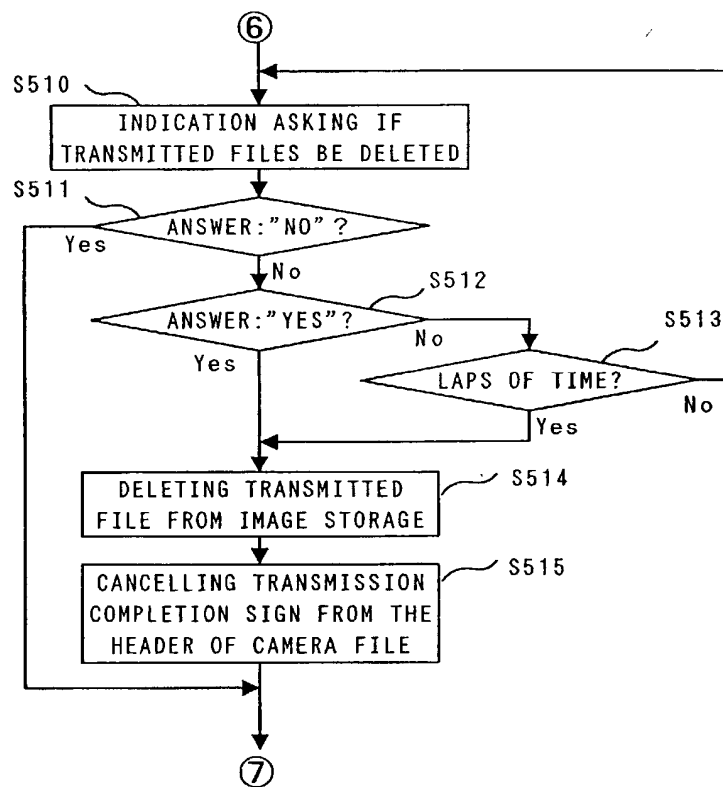 ⑥
S510
INDICATION ASKING IF
TRANSMITTED FILES BE DELETED
S511
ANSWER:"NO"?
Yes
No
S512
ANSWER:"YES"?
No
Yes
S513
LAPS OF TIME?
No
Yes
S514
DELETING TRANSMITTED
FILE FROM IMAGE STORAGE
S515
CANCELLING TRANSMISSION
COMPLETION SIGN FROM THE
HEADER OF CAMERA FILE
⑦